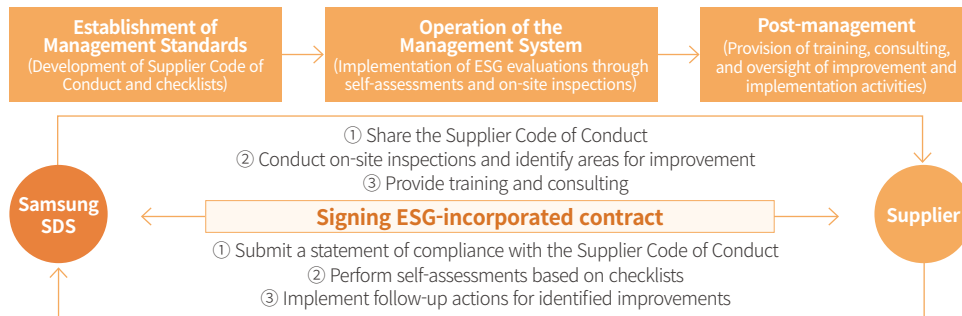 Establishment of
Management Standards
(Development of Supplier Code of
Conduct and checklists)
Operation of the
Management System
(Implementation of ESG evaluations through
self-assessments and on-site inspections)
Post-management
(Provision of training, consulting,
and oversight of improvement and
implementation activities)
① Share the Supplier Code of Conduct
② Conduct on-site inspections and identify areas for improvement
③ Provide training and consulting
Samsung
SDS
Signing ESG-incorporated contract
Supplier
① Submit a statement of compliance with the Supplier Code of Conduct
② Perform self-assessments based on checklists
③ Implement follow-up actions for identified improvements